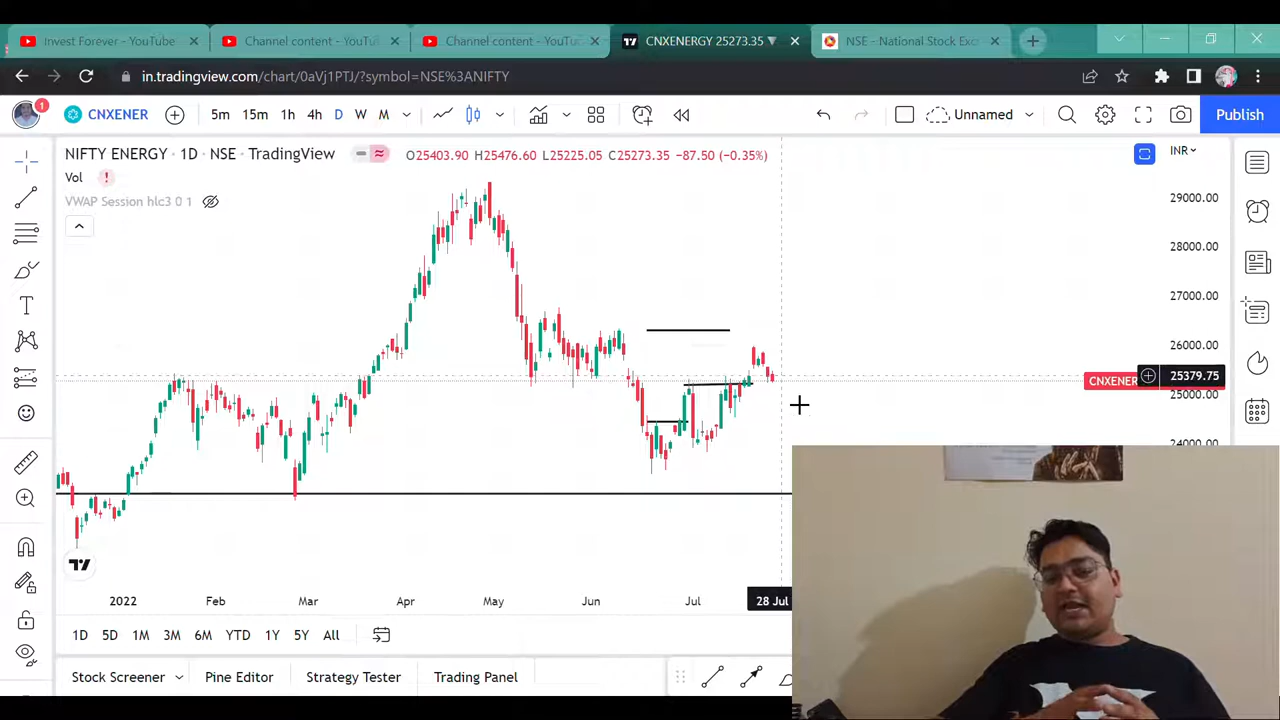 Invest Forever - YouTube
Channel content - YouTu
Channel content - YouTu
CNXENERGY 25273.35 ▼
NSE - National Stock Exc
in.tradingview.com/chart/0aVj1PTJ/?symbol=NSE%3ANIFTY
1
CNXENER
5m 15m 1h 4h D W M
Unnamed
Publish
NIFTY ENERGY · 1D · NSE · TradingView
O25403.90 H25476.60 L25225.05 C25273.35 −87.50 (−0.35%)
INR
Vol !
VWAP Session hlc3 0 1
29000.00
28000.00
27000.00
26000.00
CNXENER 25379.75
25000.00
24000.00
2022 Feb Mar Apr May Jun Jul 28 Jul
1D 5D 1M 3M 6M YTD 1Y 5Y All
Stock Screener Pine Editor Strategy Tester Trading Panel